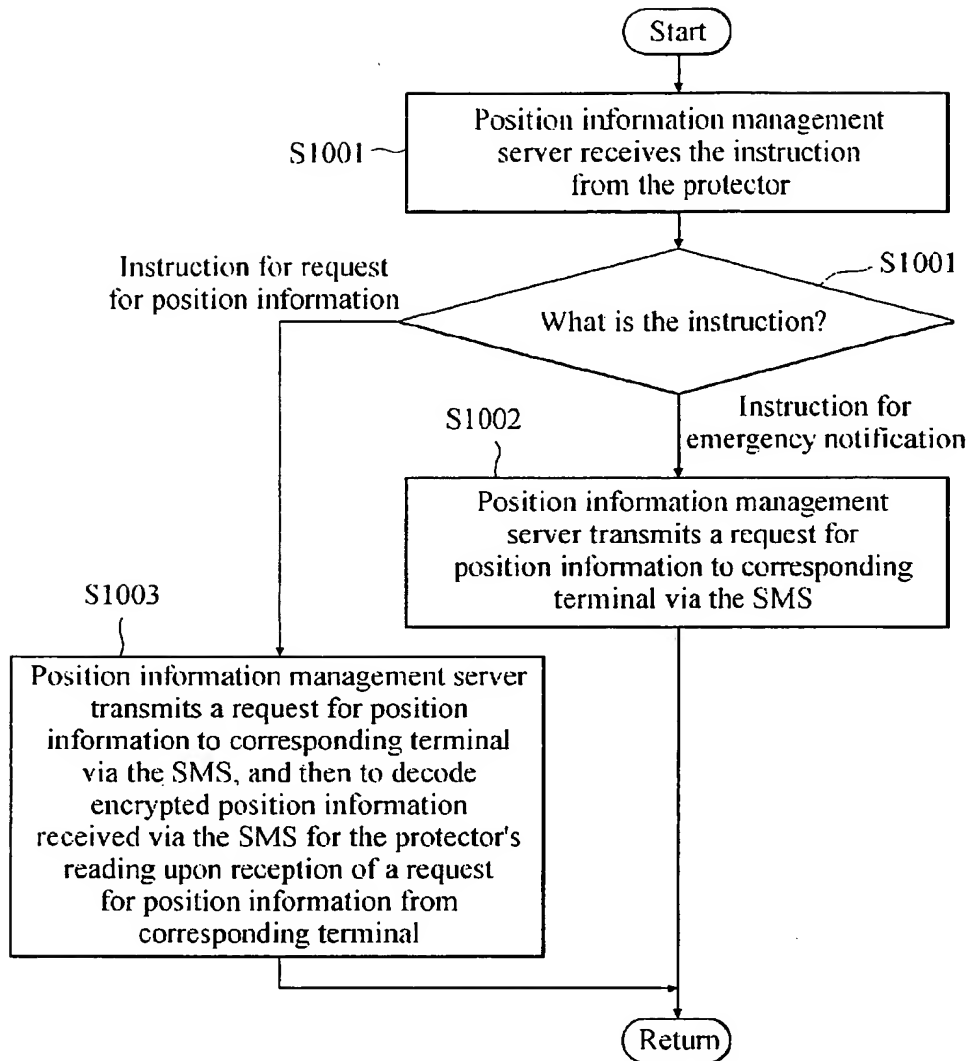 Start
S1001
Position information management
server receives the instruction
from the protector
Instruction for request
for position information
S1001
What is the instruction?
Instruction for
emergency notification
S1002
Position information management
server transmits a request for
position information to corresponding
terminal via the SMS
S1003
Position information management server
transmits a request for position
information to corresponding terminal
via the SMS, and then to decode
encrypted position information
received via the SMS for the protector's
reading upon reception of a request
for position information from
corresponding terminal
Return